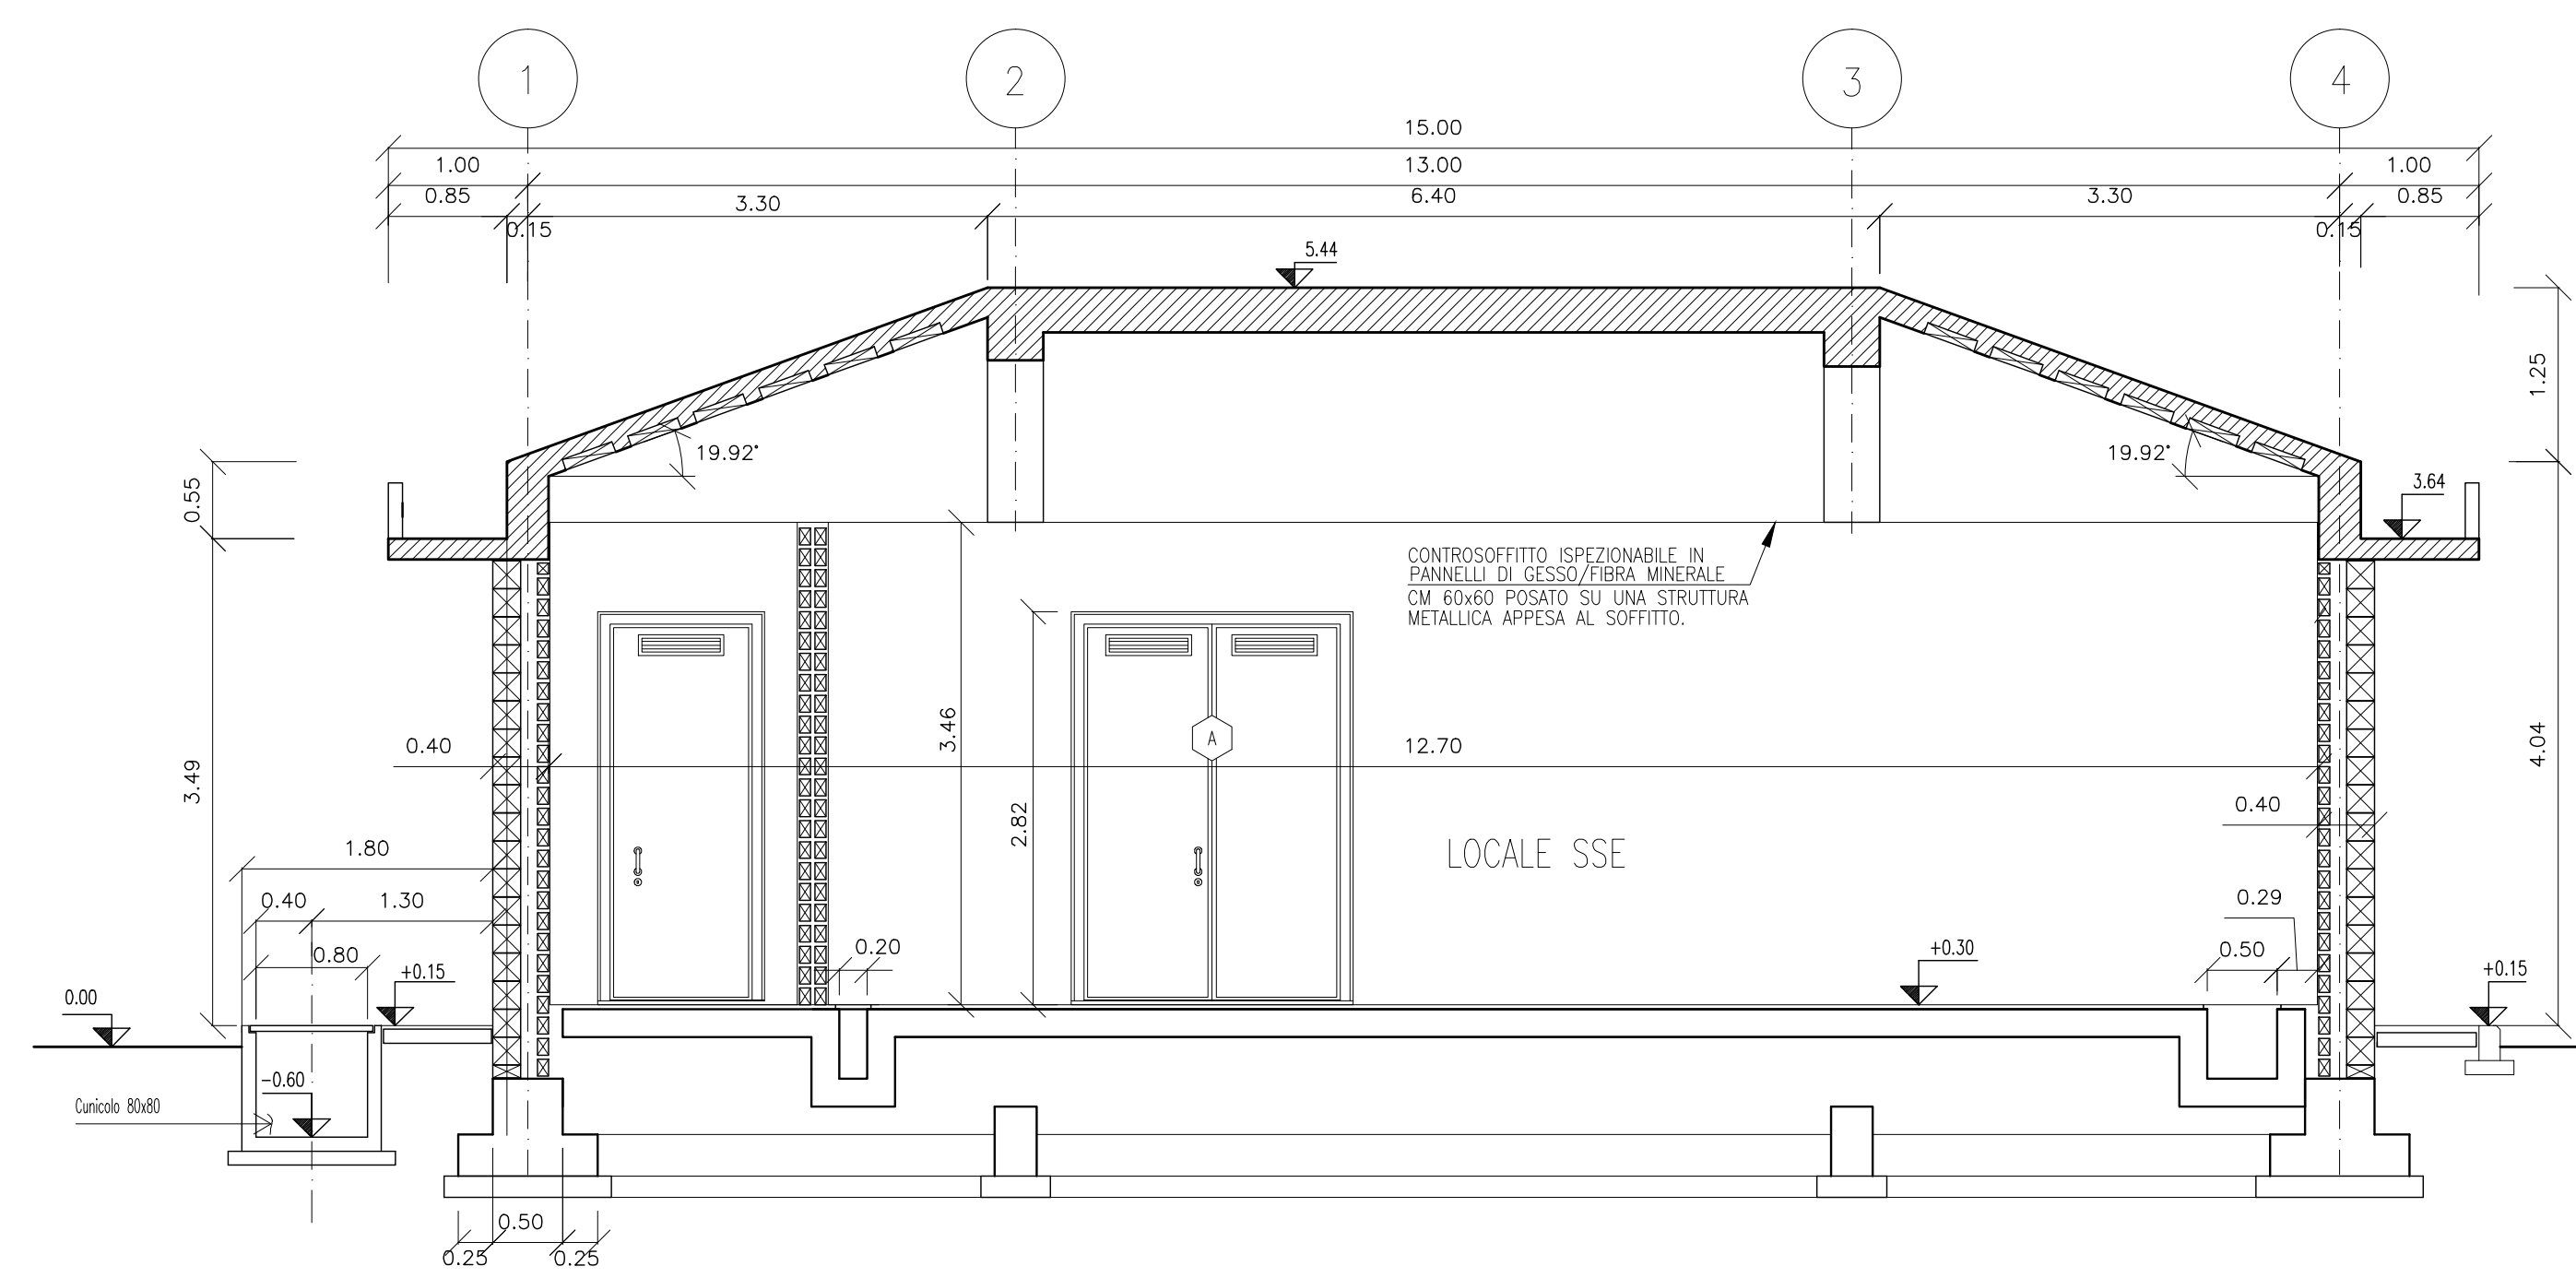 1 2 3 4
15.00
1.00 13.00 1.00
0.85 3.30 6.40 3.30 0.85
0.15 0.15
5.44
1.25
19.92° 19.92°
0.55
3.64
CONTROSOFFITTO ISPEZIONABILE IN
PANNELLI DI GESSO/FIBRA MINERALE
CM 60x60 POSATO SU UNA STRUTTURA
METALLICA APPESA AL SOFFITTO.
3.49
0.40
3.46
A
12.70
4.04
2.82
0.40
LOCALE SSE
1.80
0.40 1.30
0.29
0.80
0.20
+0.30
0.50
0.00
+0.15
+0.15
-0.60
Cunicolo 80x80
0.50
0.25 0.25